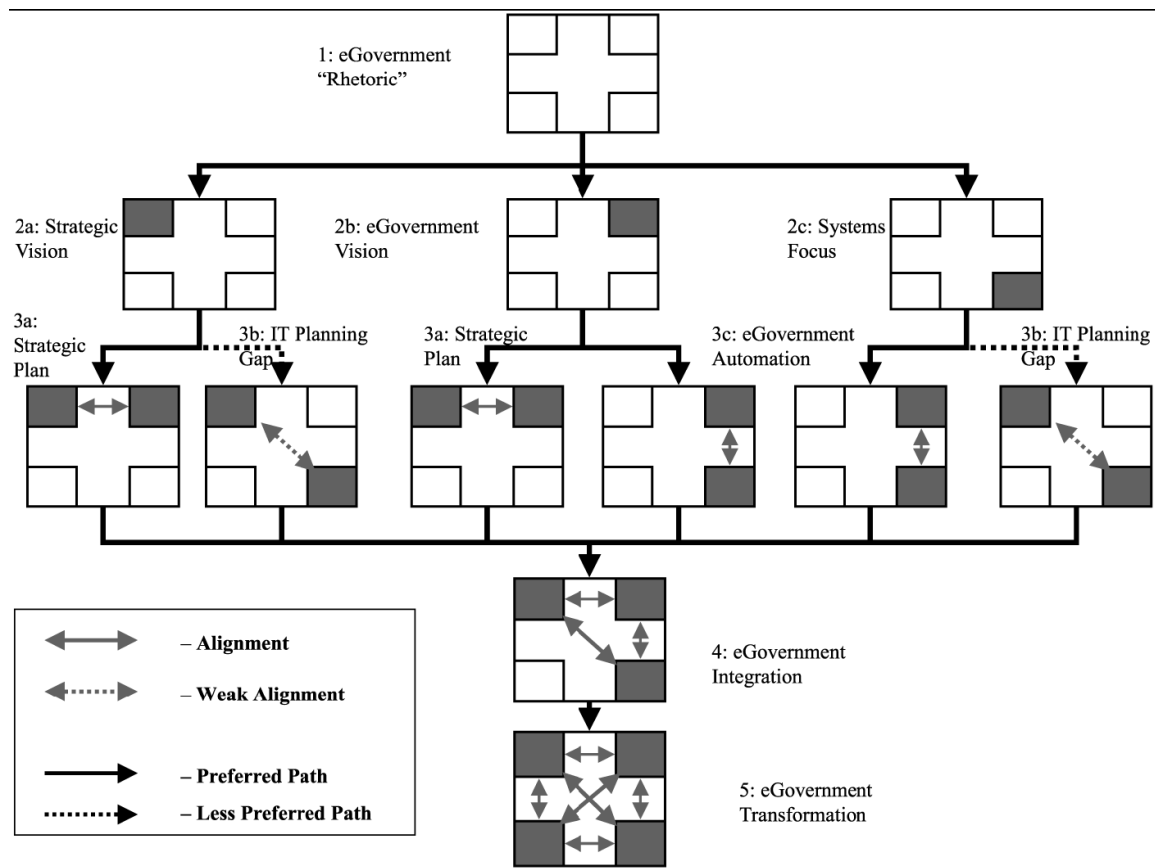 1: eGovernment
“Rhetoric”
2a: Strategic
Vision
2b: eGovernment
Vision
2c: Systems
Focus
3a:
Strategic
Plan
3b: IT Planning
Gap
3a: Strategic
Plan
3c: eGovernment
Automation
3b: IT Planning
Gap
4: eGovernment
Integration
5: eGovernment
Transformation
– Alignment
– Weak Alignment
– Preferred Path
– Less Preferred Path